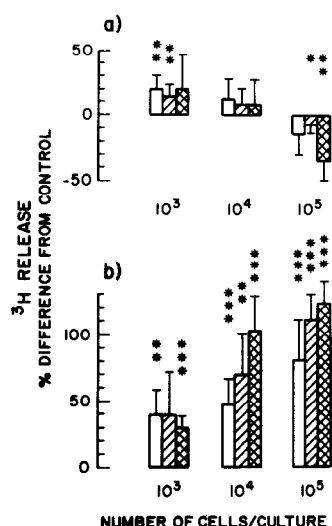 a)
50
0
-50
** ** * **
10³ 10⁴ 10⁵
³H RELEASE
% DIFFERENCE FROM CONTROL
b)
*** ** *** *** *** ***
** ***
100
50
0
10³ 10⁴ 10⁵
NUMBER OF CELLS/CULTURE